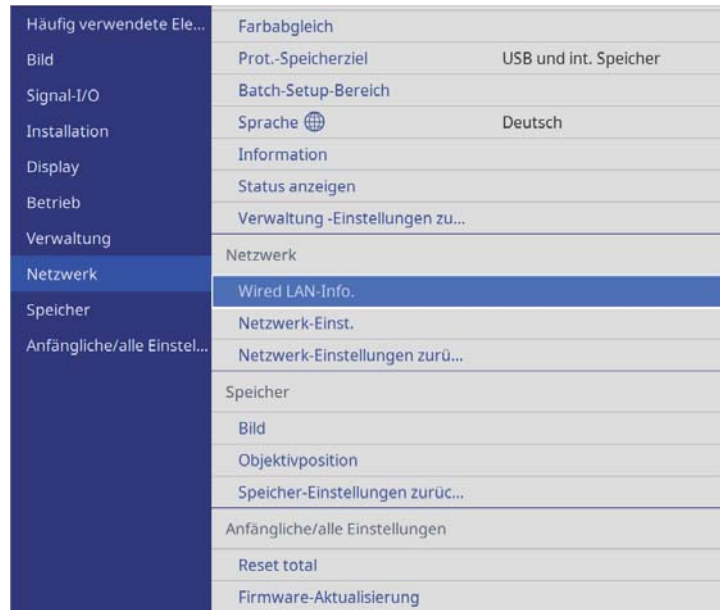 Häufig verwendete Ele...
Bild
Signal-I/O
Installation
Display
Betrieb
Verwaltung
Netzwerk
Speicher
Anfängliche/alle Einstel...
Farbabgleich
Prot.-Speicherziel USB und int. Speicher
Batch-Setup-Bereich
Sprache Deutsch
Information
Status anzeigen
Verwaltung -Einstellungen zu...
Netzwerk
Wired LAN-Info.
Netzwerk-Einst.
Netzwerk-Einstellungen zurü...
Speicher
Bild
Objektivposition
Speicher-Einstellungen zurüc...
Anfängliche/alle Einstellungen
Reset total
Firmware-Aktualisierung